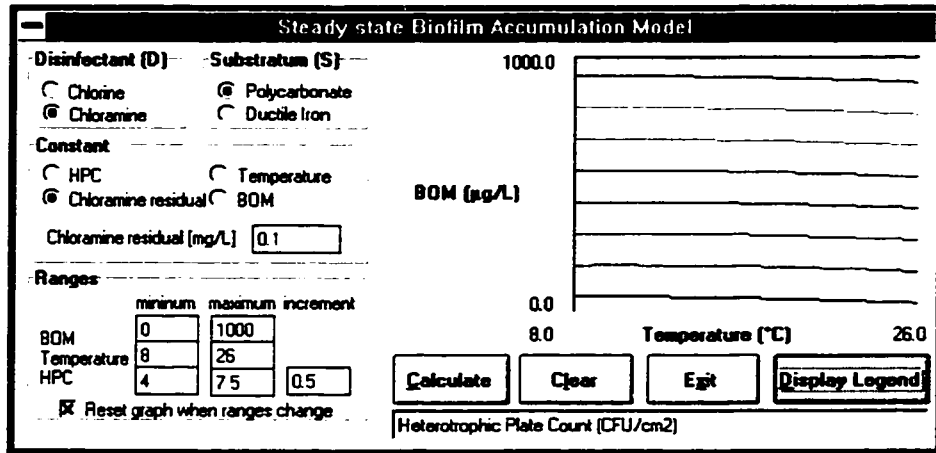 Steady state Biofilm Accumulation Model
Disinfectant (D) Substratum (S)
Chlorine Polycarbonate
Chloramine Ductile Iron
Constant
HPC Temperature
Chloramine residual BOM
Chloramine residual [mg/L] 0.1
Ranges
mininum maximum increment
BOM 0 1000
Temperature 8 26
HPC 4 7.5 0.5
Reset graph when ranges change
1000.0
BOM (µg/L)
0.0
8.0 Temperature (°C) 26.0
Calculate Clear Exit Display Legend
Heterotrophic Plate Count (CFU/cm2)